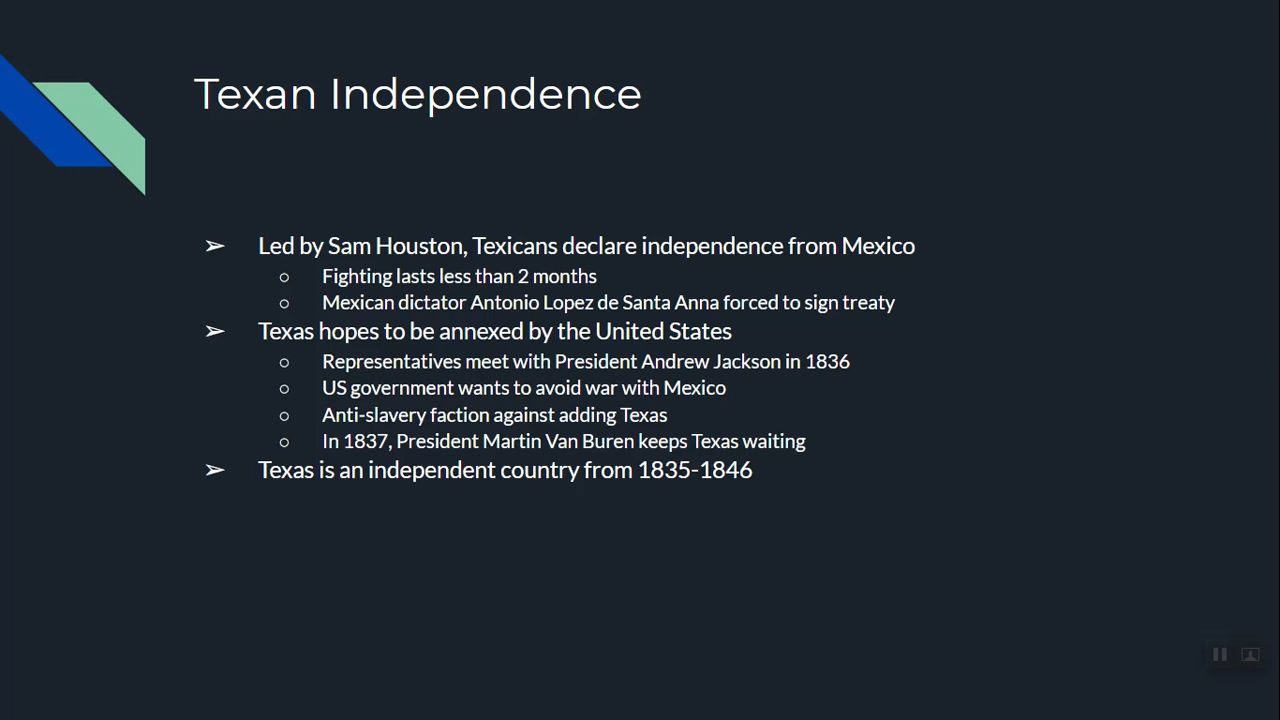 Texan Independence
➢ Led by Sam Houston, Texicans declare independence from Mexico
○ Fighting lasts less than 2 months
○ Mexican dictator Antonio Lopez de Santa Anna forced to sign treaty
➢ Texas hopes to be annexed by the United States
○ Representatives meet with President Andrew Jackson in 1836
○ US government wants to avoid war with Mexico
○ Anti-slavery faction against adding Texas
○ In 1837, President Martin Van Buren keeps Texas waiting
➢ Texas is an independent country from 1835-1846